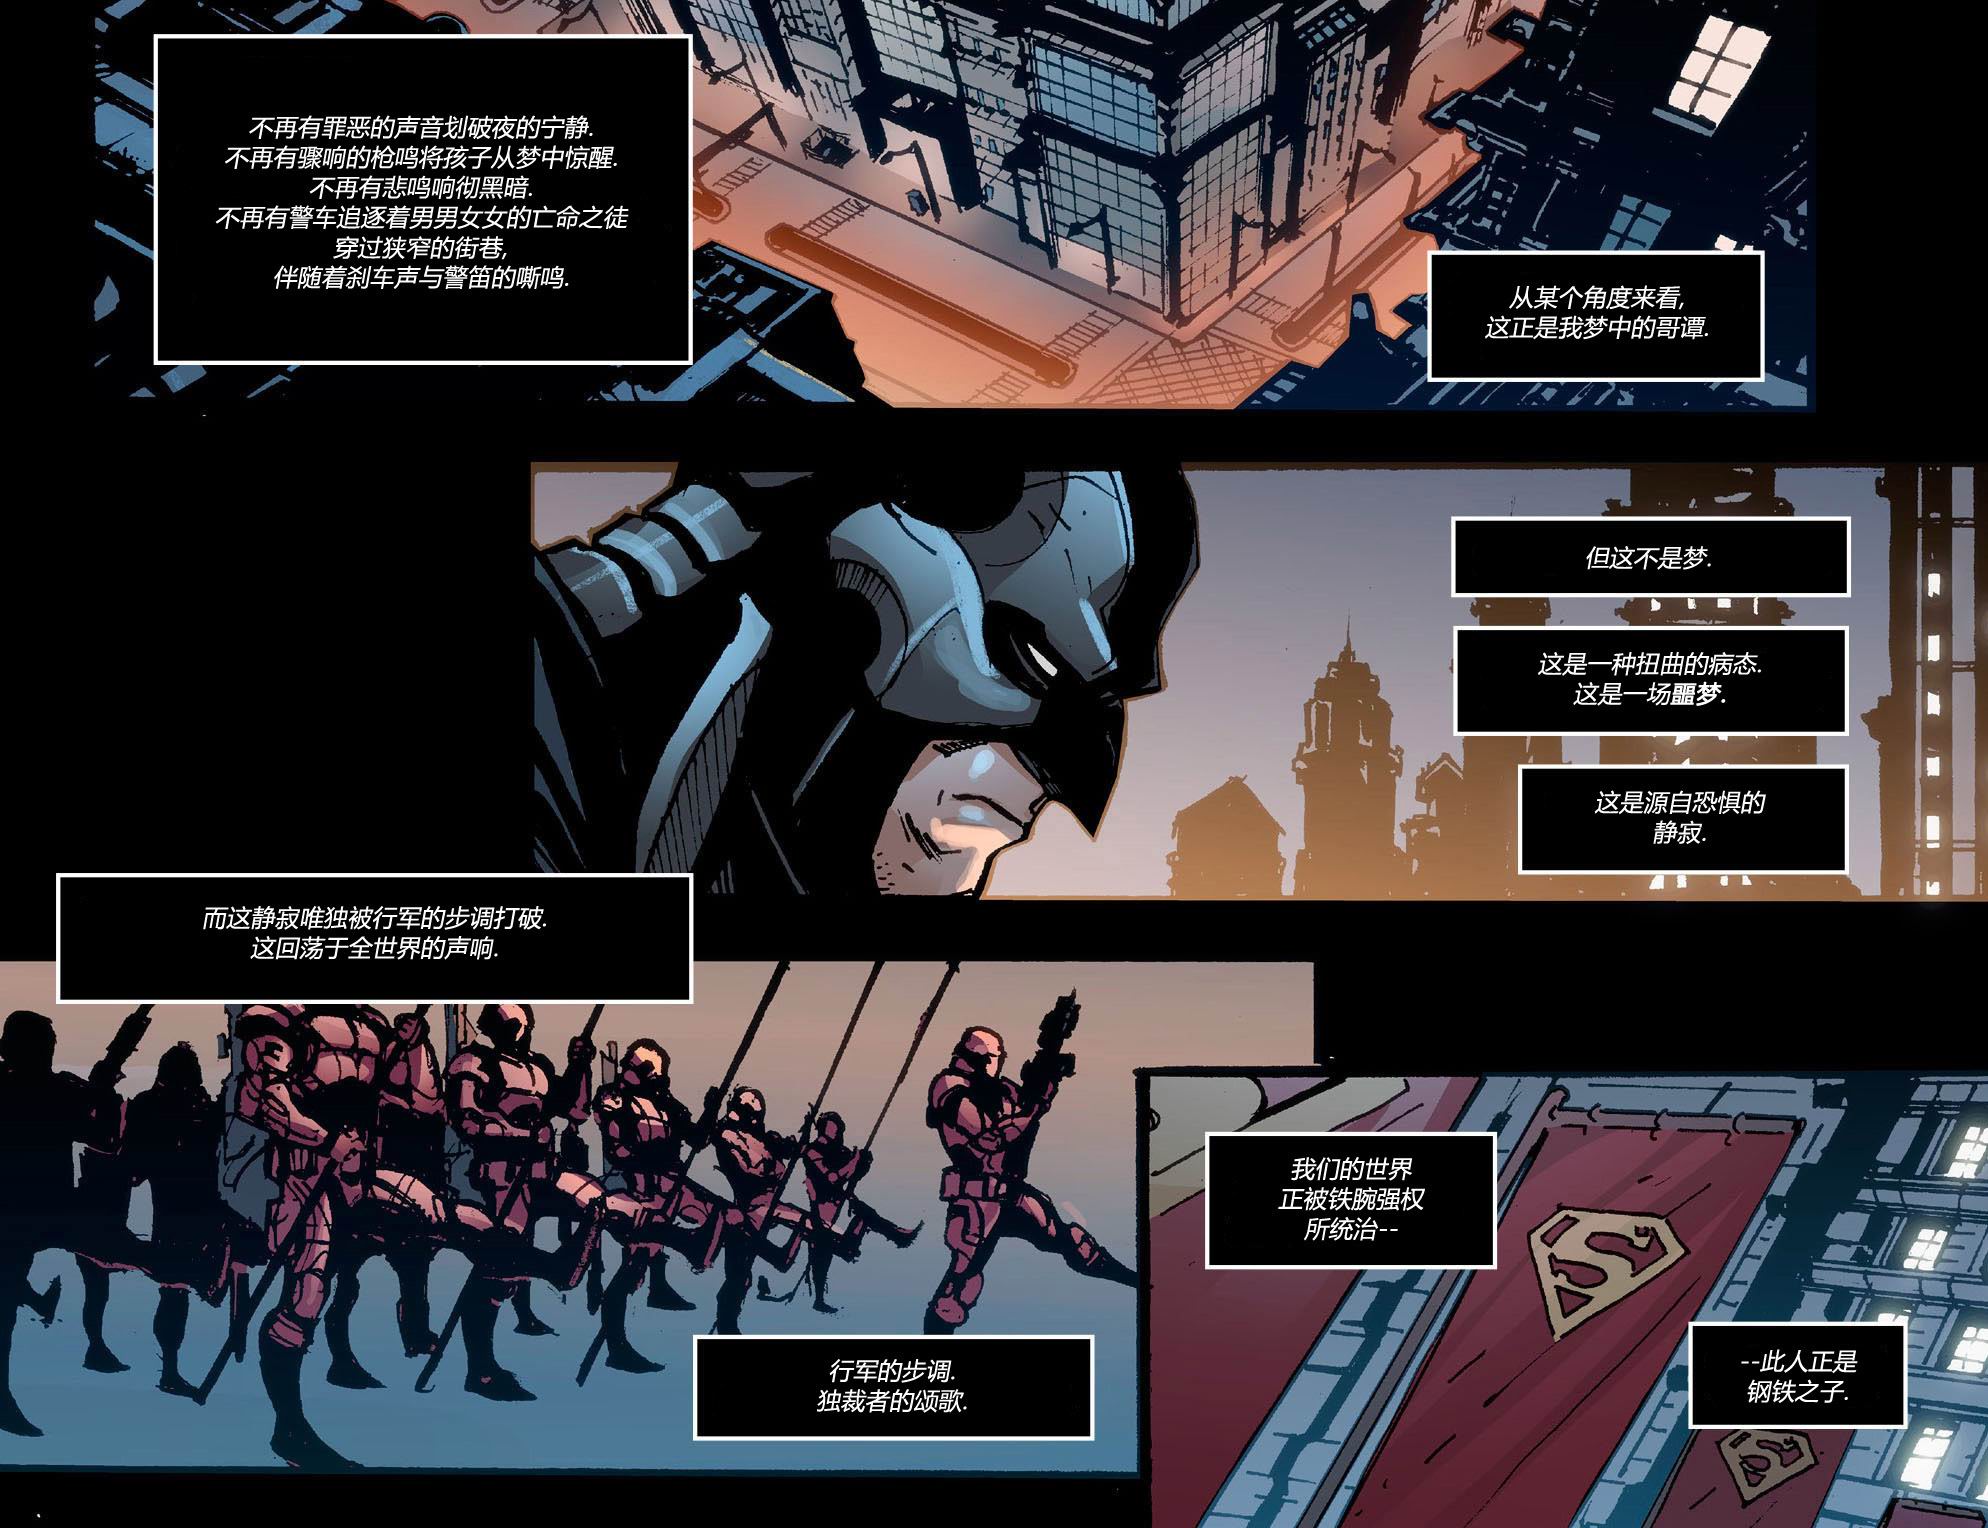 不再有罪恶的声音划破夜的宁静.
不再有骤响的枪鸣将孩子从梦中惊醒.
不再有悲鸣响彻黑暗.
不再有警车追逐着男男女女的亡命之徒
穿过狭窄的街巷,
伴随着刹车声与警笛的嘶鸣.
从某个角度来看,
这正是我梦中的哥谭.
但这不是梦.
这是一种扭曲的病态.
这是一场噩梦.
这是源自恐惧的
静寂.
而这静寂唯独被行军的步调打破.
这回荡于全世界的声响.
行军的步调.
独裁者的颂歌.
我们的世界
正被铁腕强权
所统治--
--此人正是
钢铁之子.